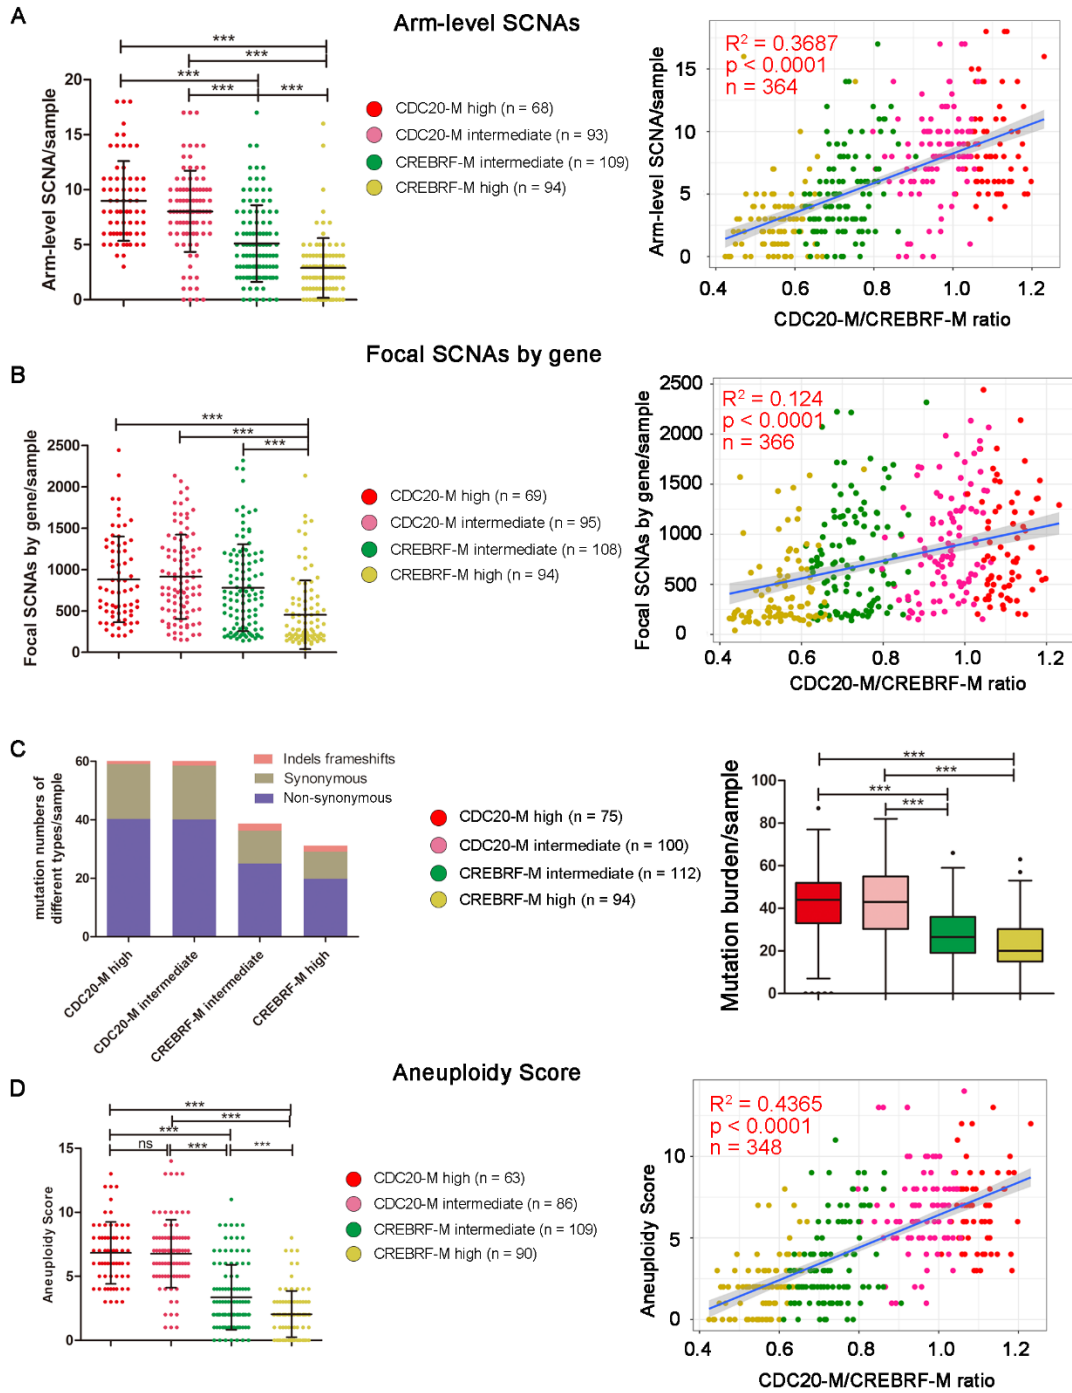 A
Arm-level SCNAs
***
***
***
***
***
20
15
10
5
0
Arm-level SCNA/sample
CDC20-M high (n = 68)
CDC20-M intermediate (n = 93)
CREBRF-M intermediate (n = 109)
CREBRF-M high (n = 94)
R² = 0.3687
p < 0.0001
n = 364
15
10
5
0
Arm-level SCNA/sample
0.4 0.6 0.8 1.0 1.2
CDC20-M/CREBRF-M ratio
B
Focal SCNAs by gene
***
***
***
2500
2000
1500
1000
500
0
Focal SCNAs by gene/sample
CDC20-M high (n = 69)
CDC20-M intermediate (n = 95)
CREBRF-M intermediate (n = 108)
CREBRF-M high (n = 94)
R² = 0.124
p < 0.0001
n = 366
2500
2000
1500
1000
500
0
Focal SCNAs by gene/sample
0.4 0.6 0.8 1.0 1.2
CDC20-M/CREBRF-M ratio
C
Indels frameshifts
Synonymous
Non-synonymous
60
40
20
0
mutation numbers of
different types/sample
CDC20-M high
CDC20-M intermediate
CREBRF-M intermediate
CREBRF-M high
CDC20-M high (n = 75)
CDC20-M intermediate (n = 100)
CREBRF-M intermediate (n = 112)
CREBRF-M high (n = 94)
***
***
***
***
100
80
60
40
20
0
Mutation burden/sample
D
Aneuploidy Score
***
***
***
ns
***
***
15
10
5
0
Aneuploidy Score
CDC20-M high (n = 63)
CDC20-M intermediate (n = 86)
CREBRF-M intermediate (n = 109)
CREBRF-M high (n = 90)
R² = 0.4365
p < 0.0001
n = 348
10
5
0
Aneuploidy Score
0.4 0.6 0.8 1.0 1.2
CDC20-M/CREBRF-M ratio